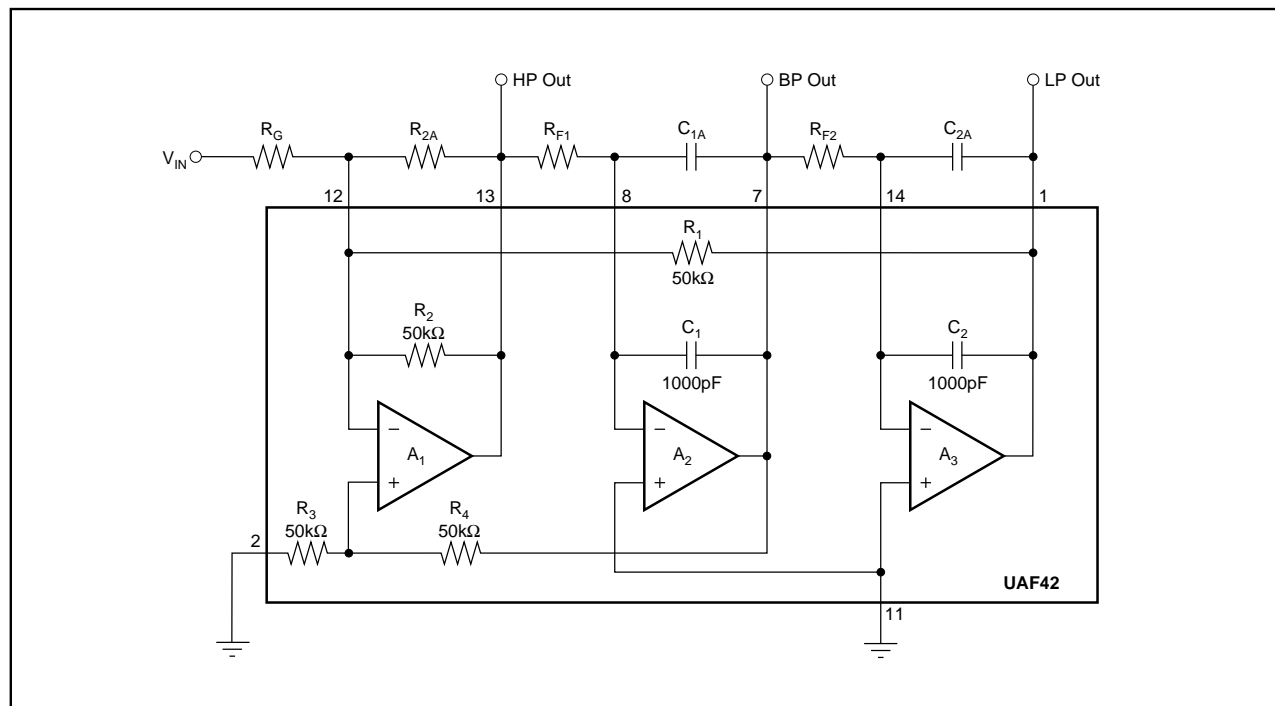 HP Out
BP Out
LP Out
R_G
R_2A
R_F1
C_1A
R_F2
C_2A
V_IN
12
13
8
7
14
1
R_1
50kΩ
R_2
50kΩ
C_1
1000pF
C_2
1000pF
−
A_1
+
−
A_2
+
−
A_3
+
R_3
50kΩ
R_4
50kΩ
2
UAF42
11